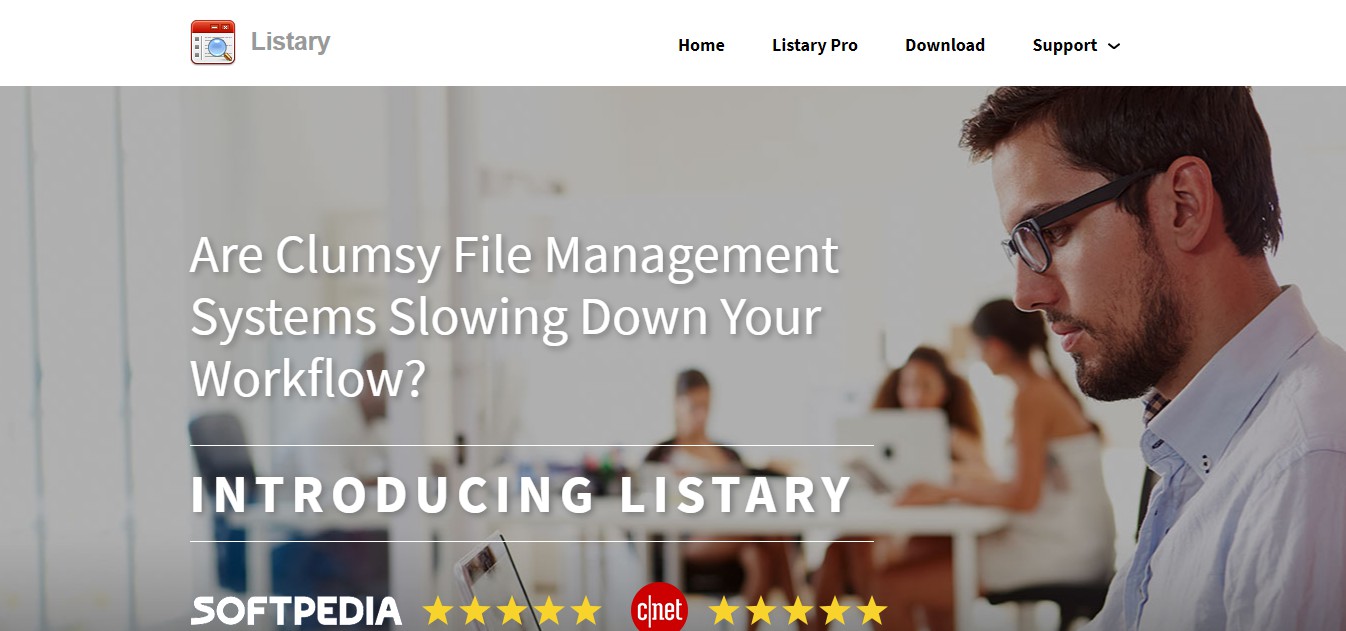 Listary
Home Listary Pro Download Support
Are Clumsy File Management
Systems Slowing Down Your
Workflow?
INTRODUCING LISTARY
SOFTPEDIA c|net